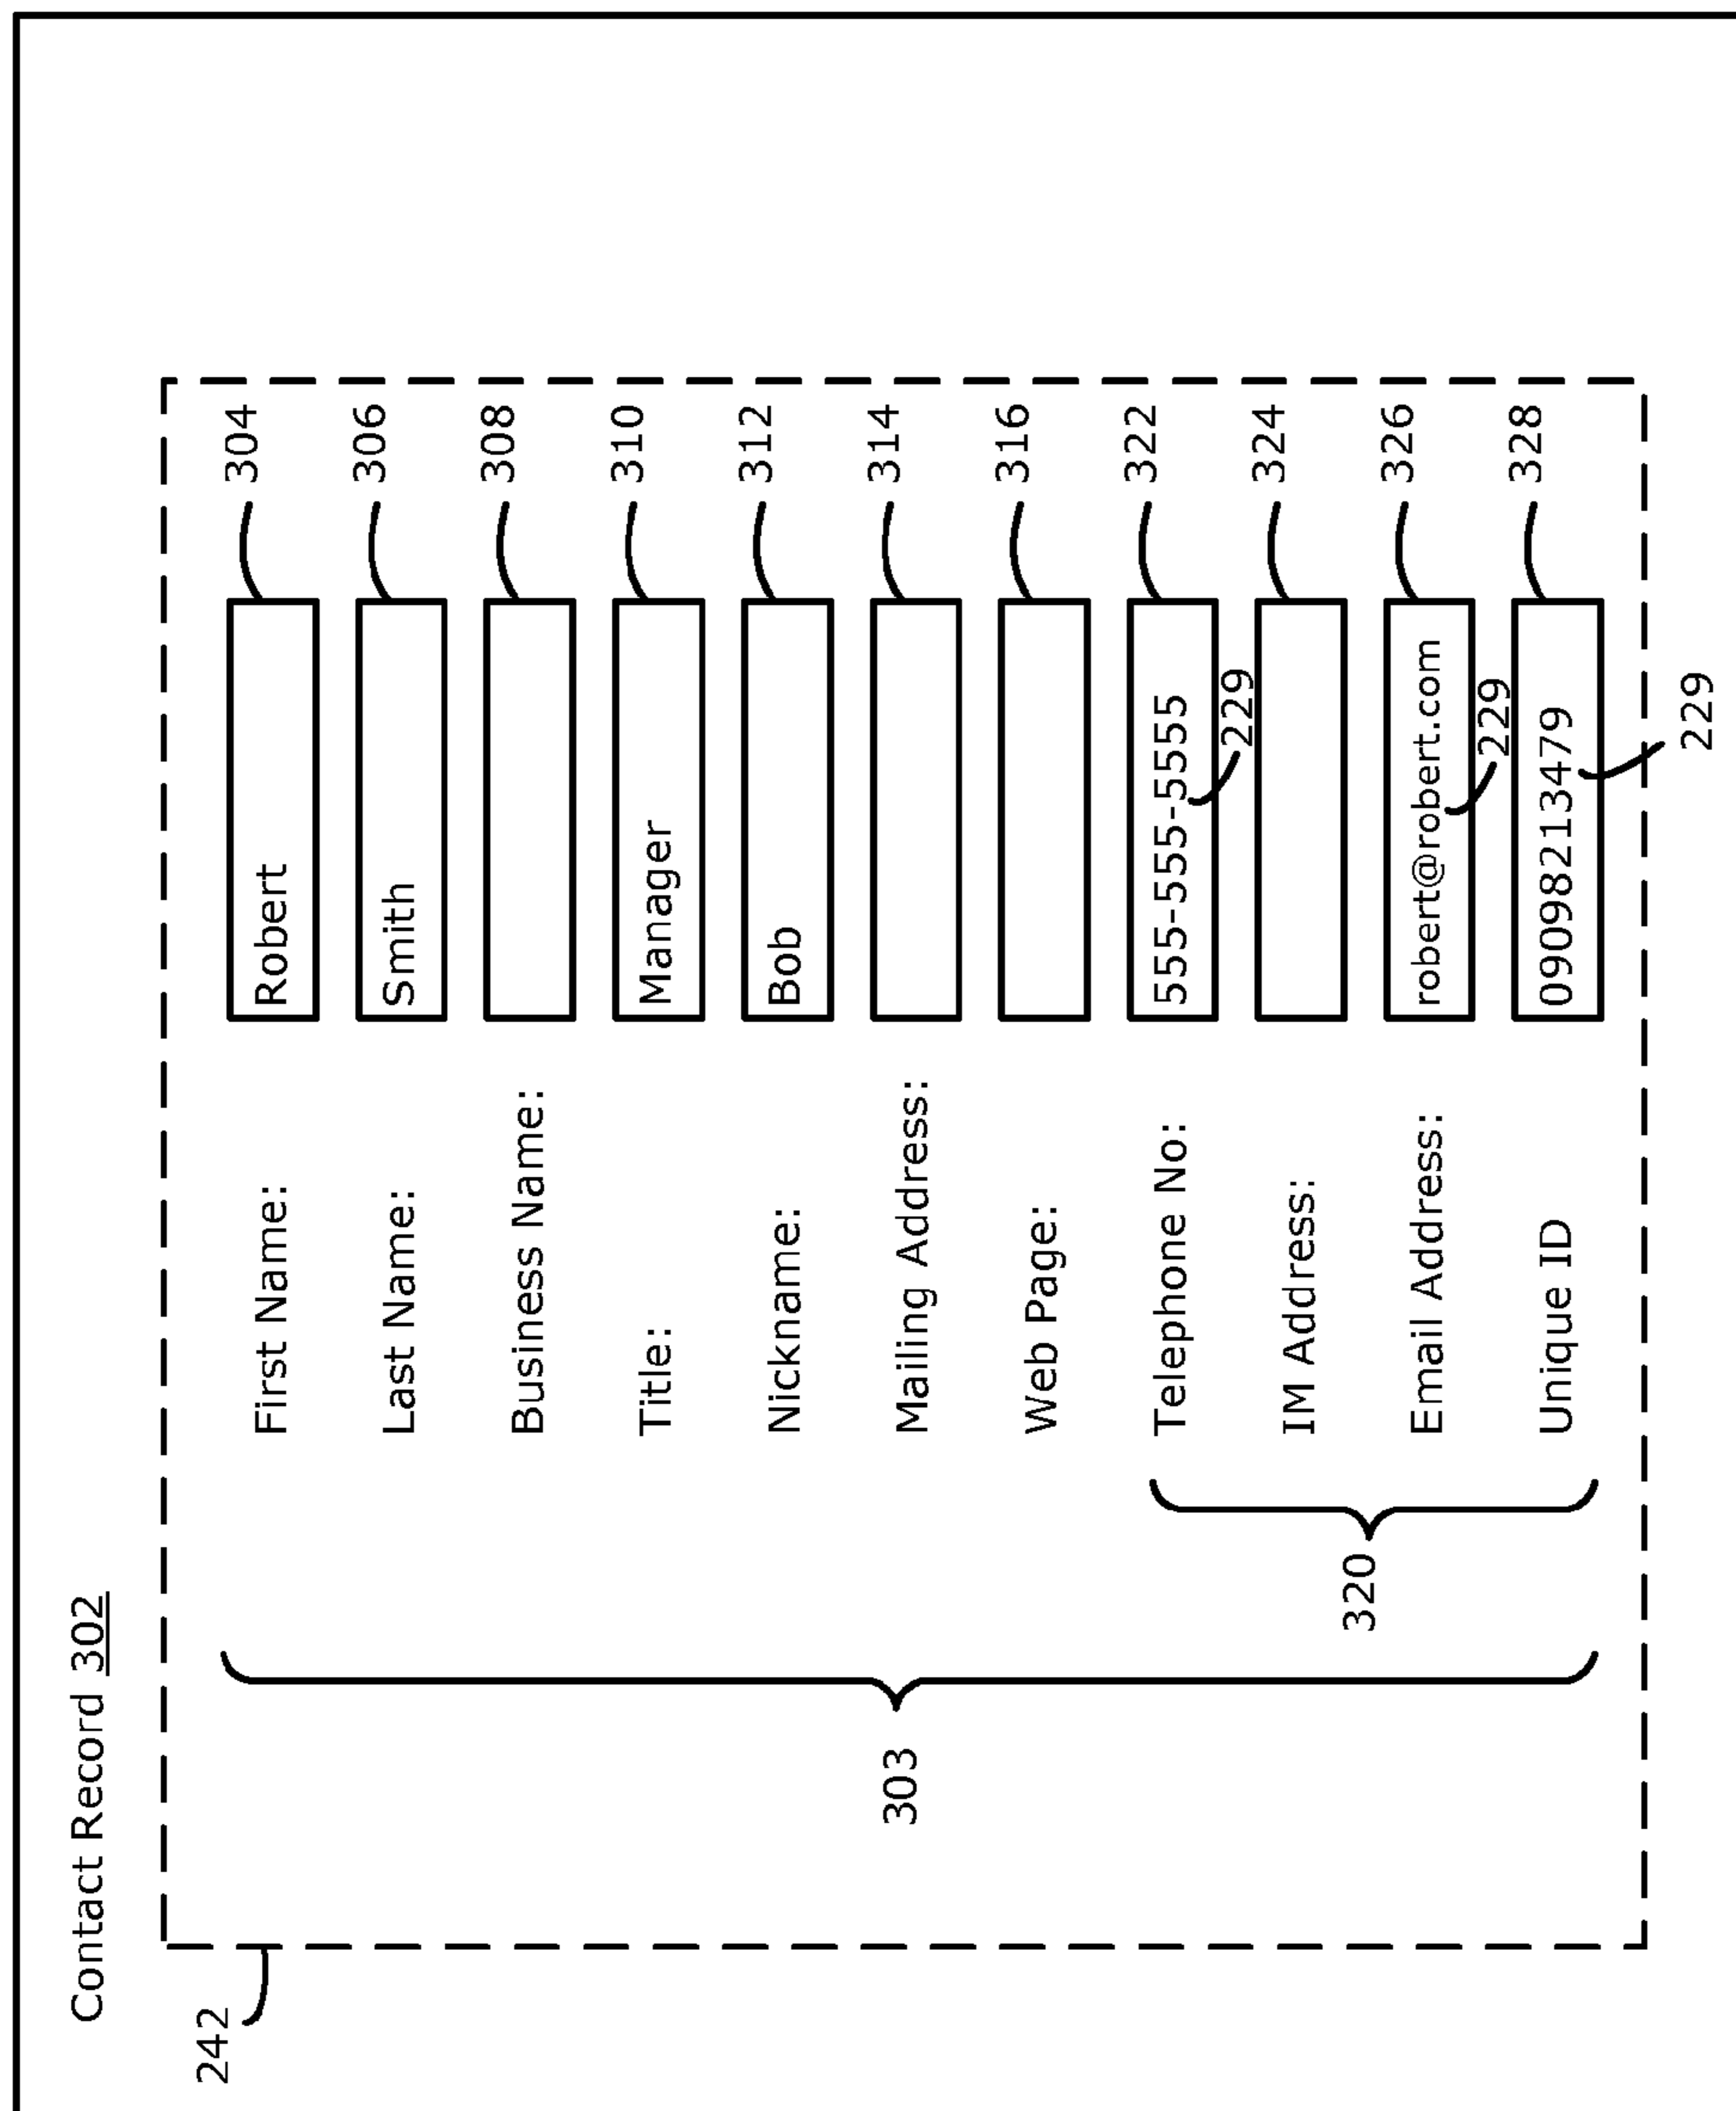 Contact Record 302
242
First Name: Robert 304
Last Name: Smith 306
Business Name: 308
Title: Manager 310
Nickname: Bob 312
303
Mailing Address: 314
Web Page: 316
Telephone No: 555-555-5555 322
229
320
IM Address: 324
Email Address: robert@robert.com 326
229
Unique ID 09098213479 328
229